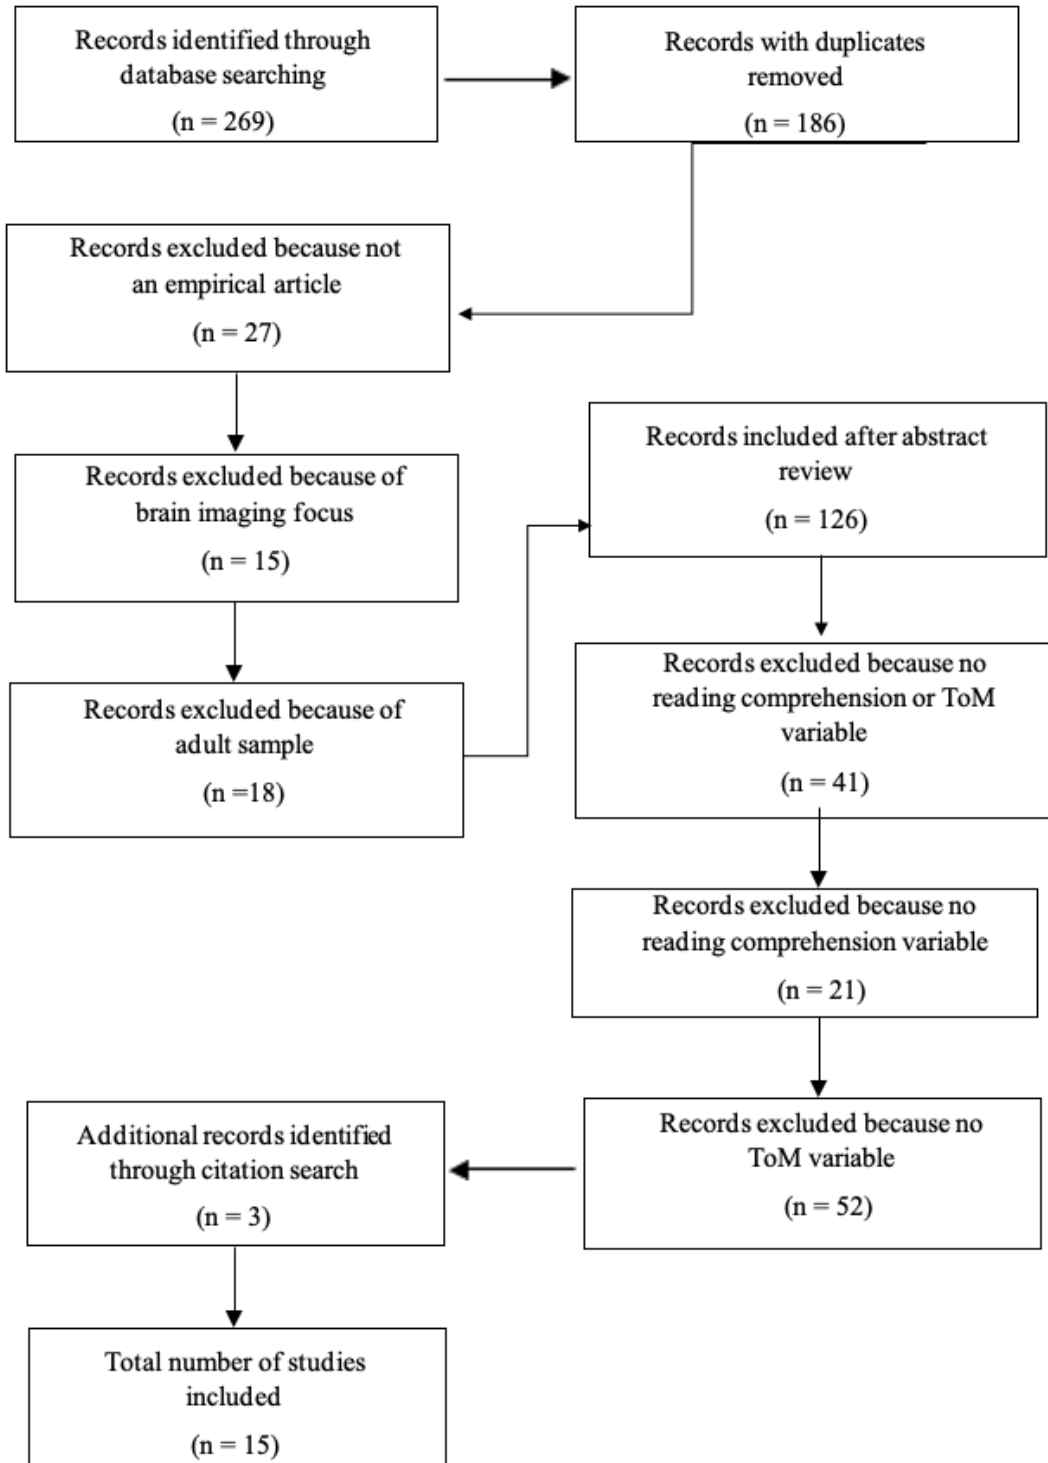 Records identified through
database searching
(n = 269)
Records with duplicates
removed
(n = 186)
Records excluded because not
an empirical article
(n = 27)
Records excluded because of
brain imaging focus
(n = 15)
Records excluded because of
adult sample
(n =18)
Records included after abstract
review
(n = 126)
Records excluded because no
reading comprehension or ToM
variable
(n = 41)
Records excluded because no
reading comprehension variable
(n = 21)
Records excluded because no
ToM variable
(n = 52)
Additional records identified
through citation search
(n = 3)
Total number of studies
included
(n = 15)